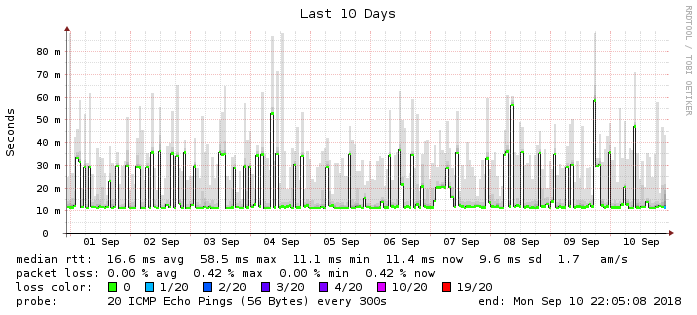 Last 10 Days
RRDTOOL / TOBI OETIKER
Seconds
80 m
70 m
60 m
50 m
40 m
30 m
20 m
10 m
0
01 Sep 02 Sep 03 Sep 04 Sep 05 Sep 06 Sep 07 Sep 08 Sep 09 Sep 10 Sep
median rtt: 16.6 ms avg 58.5 ms max 11.1 ms min 11.4 ms now 9.6 ms sd 1.7 am/s
packet loss: 0.00 % avg 0.42 % max 0.00 % min 0.42 % now
loss color: 0 1/20 2/20 3/20 4/20 10/20 19/20
probe: 20 ICMP Echo Pings (56 Bytes) every 300s end: Mon Sep 10 22:05:08 2018